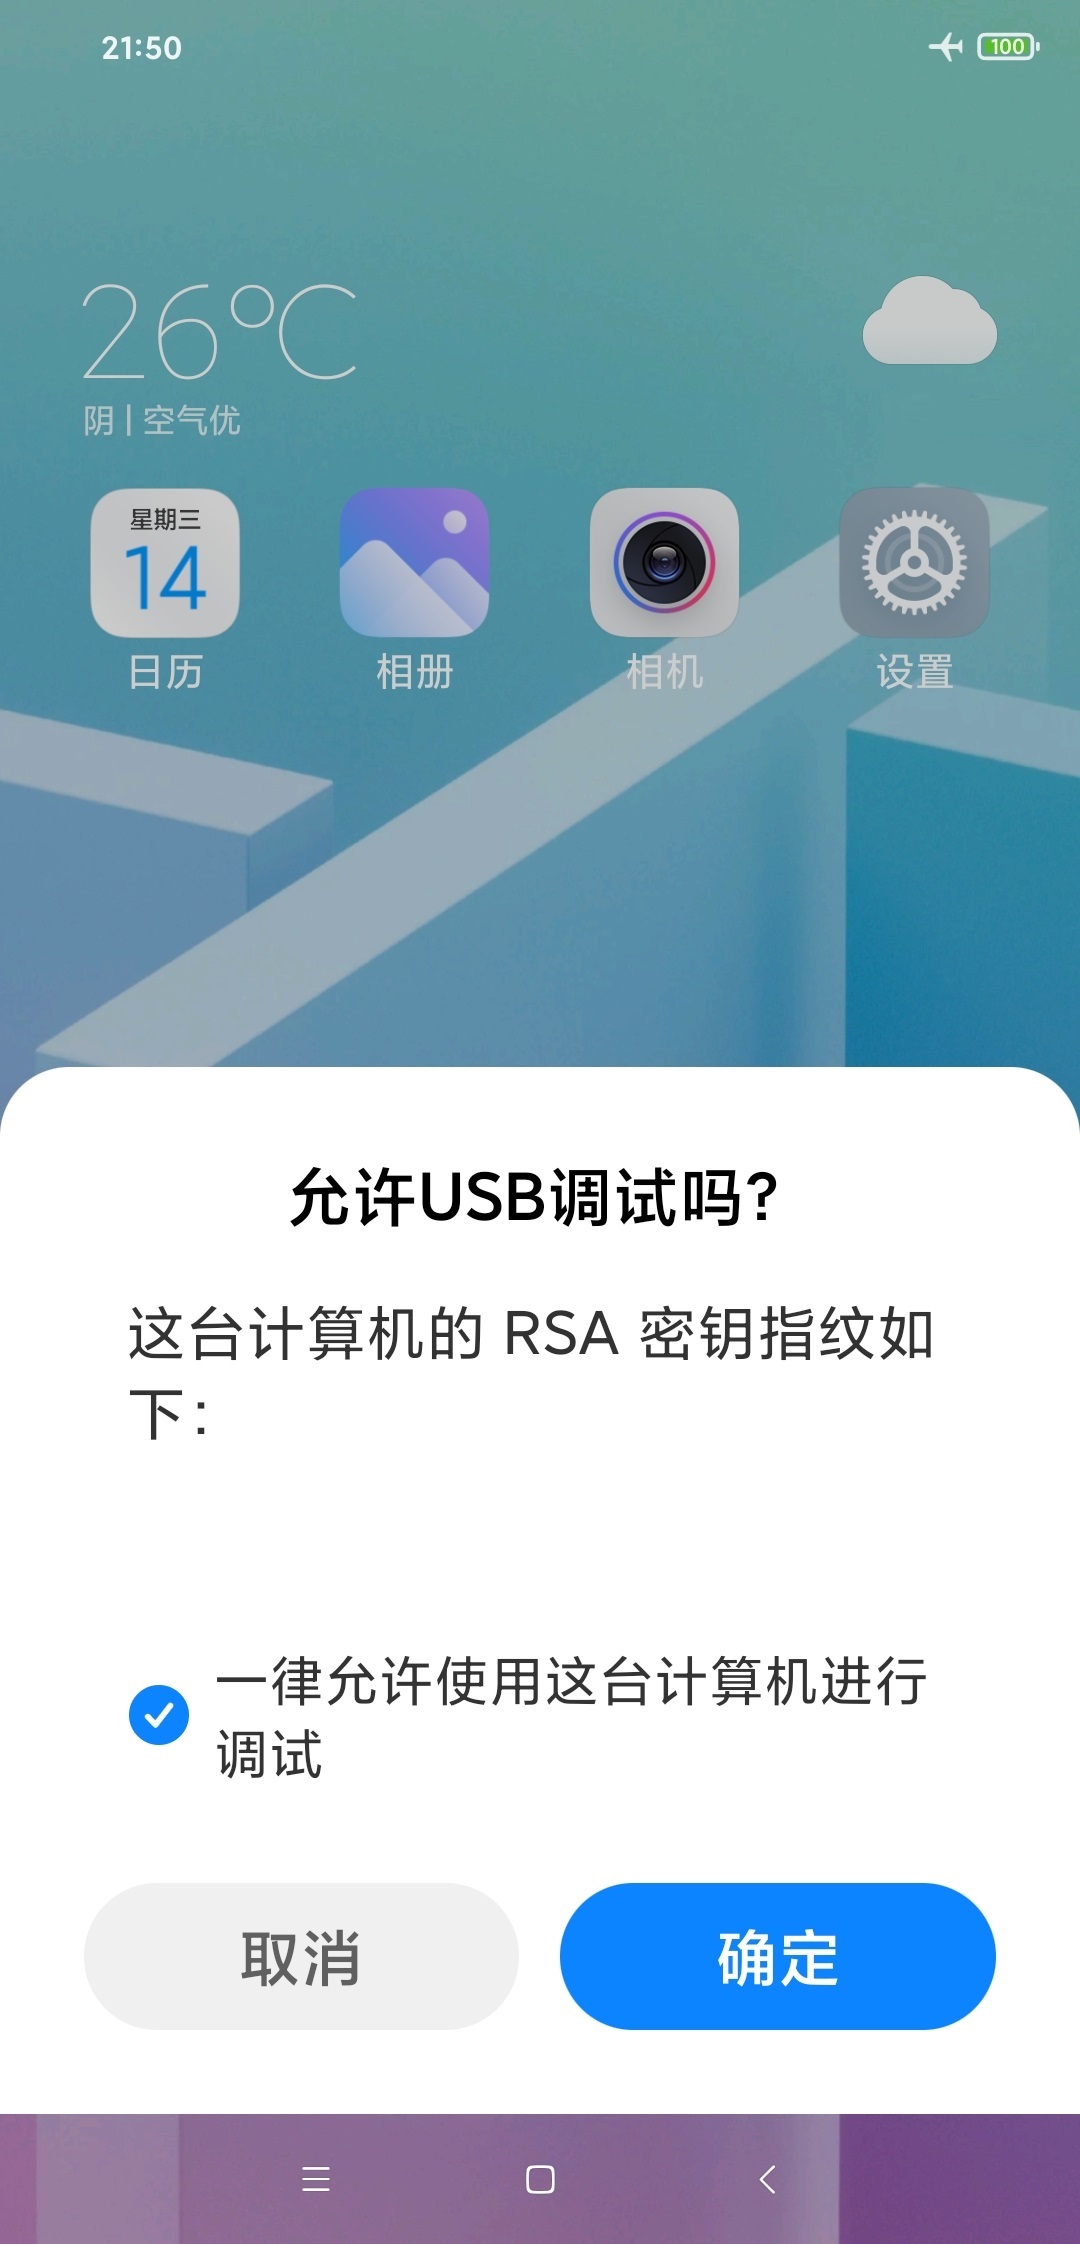 21:50
100
26°C
阴 | 空气优
星期三
14
日历
相册
相机
设置
允许USB调试吗?
这台计算机的 RSA 密钥指纹如
下:
一律允许使用这台计算机进行
调试
取消
确定